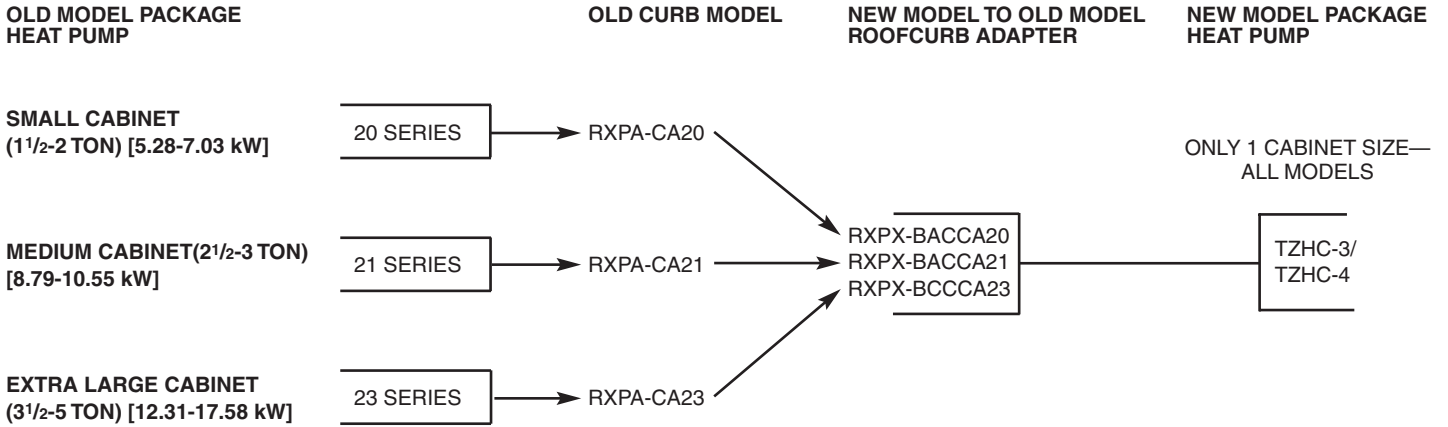 OLD MODEL PACKAGE
HEAT PUMP
OLD CURB MODEL
NEW MODEL TO OLD MODEL
ROOFCURB ADAPTER
NEW MODEL PACKAGE
HEAT PUMP
SMALL CABINET
(1 1/2-2 TON) [5.28-7.03 kW]
20 SERIES
RXPA-CA20
ONLY 1 CABINET SIZE—
ALL MODELS
MEDIUM CABINET(2 1/2-3 TON)
[8.79-10.55 kW]
21 SERIES
RXPA-CA21
RXPX-BACCA20
RXPX-BACCA21
RXPX-BCCCA23
TZHC-3/
TZHC-4
EXTRA LARGE CABINET
(3 1/2-5 TON) [12.31-17.58 kW]
23 SERIES
RXPA-CA23